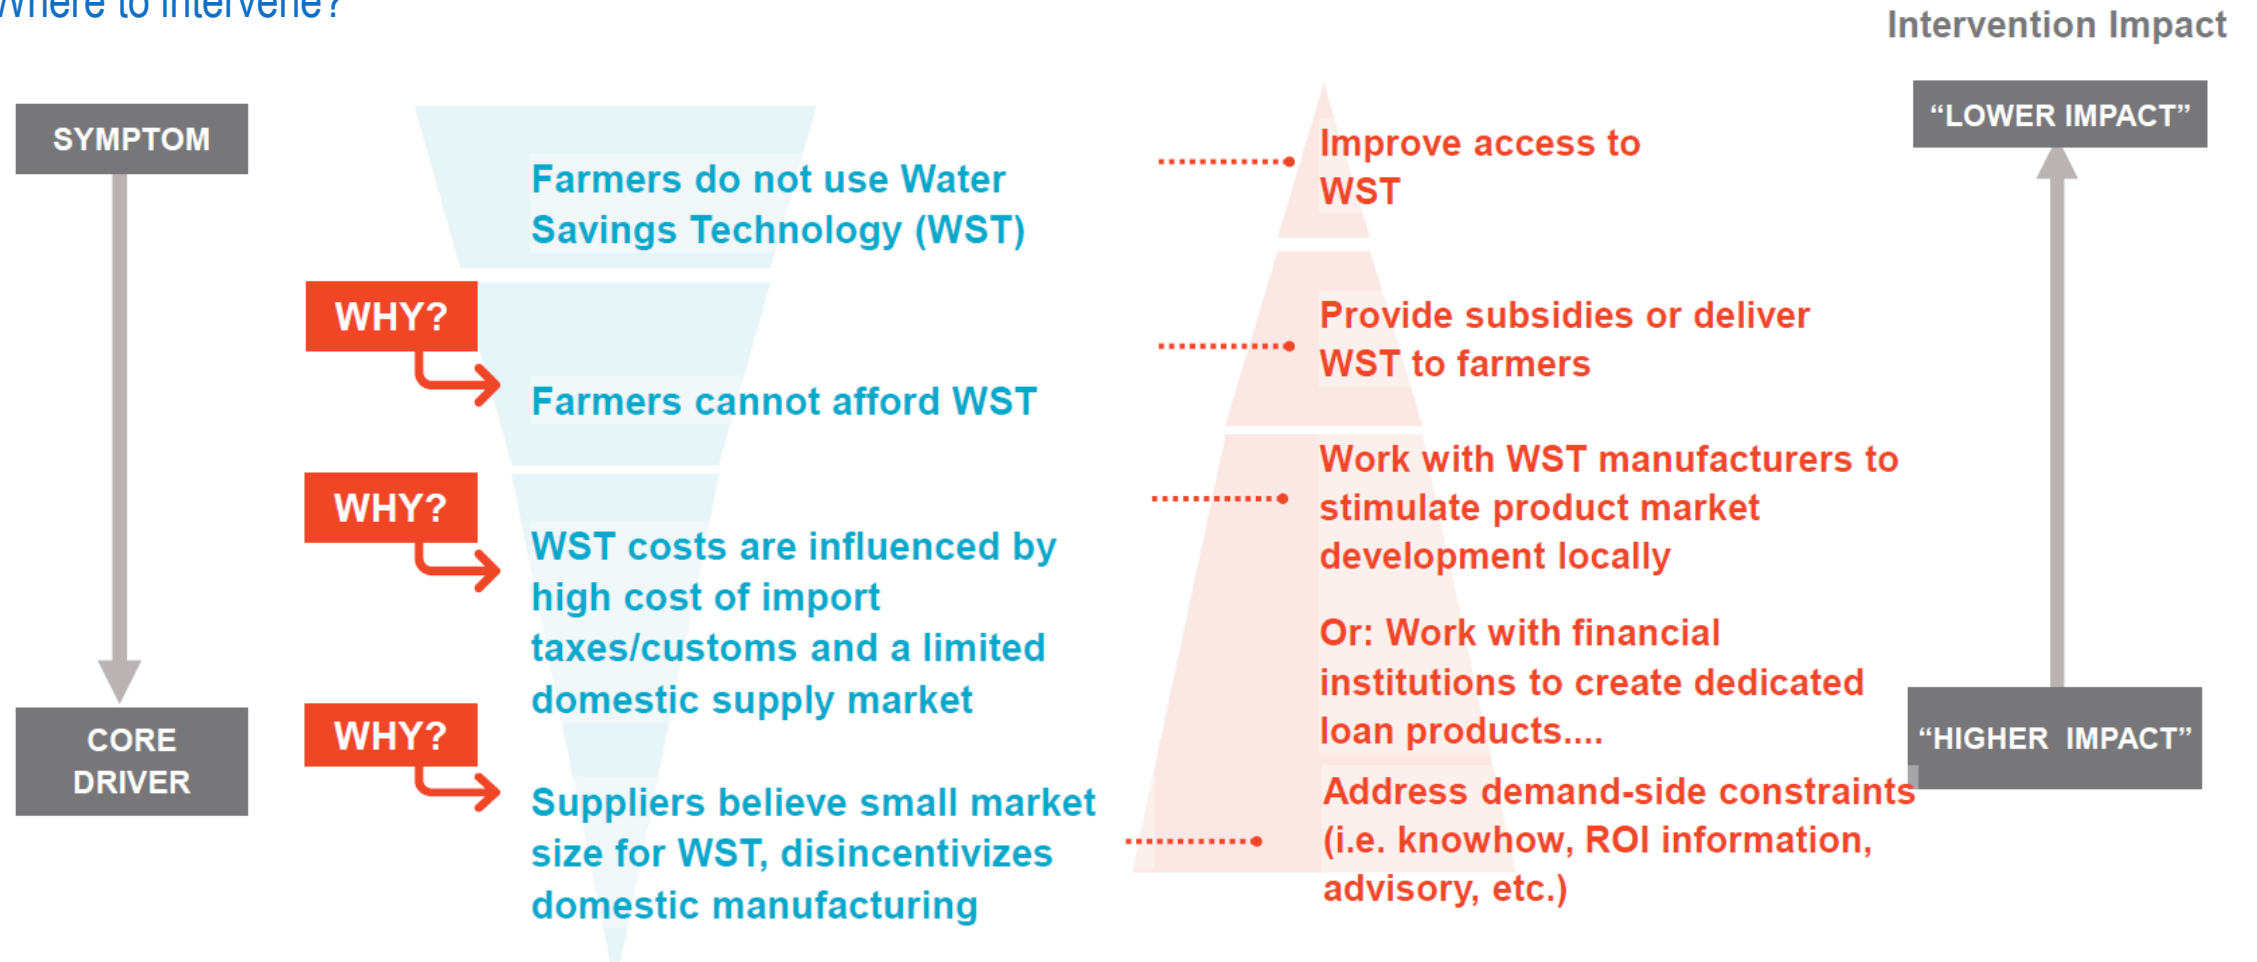 Where to intervene?
Intervention Impact
SYMPTOM
"LOWER IMPACT"
Farmers do not use Water
Savings Technology (WST)
Improve access to
WST
WHY?
Farmers cannot afford WST
Provide subsidies or deliver
WST to farmers
WHY?
WST costs are influenced by
high cost of import
taxes/customs and a limited
domestic supply market
Work with WST manufacturers to
stimulate product market
development locally
Or: Work with financial
institutions to create dedicated
loan products....
WHY?
CORE
DRIVER
"HIGHER IMPACT"
Suppliers believe small market
size for WST, disincentivizes
domestic manufacturing
Address demand-side constraints
(i.e. knowhow, ROI information,
advisory, etc.)